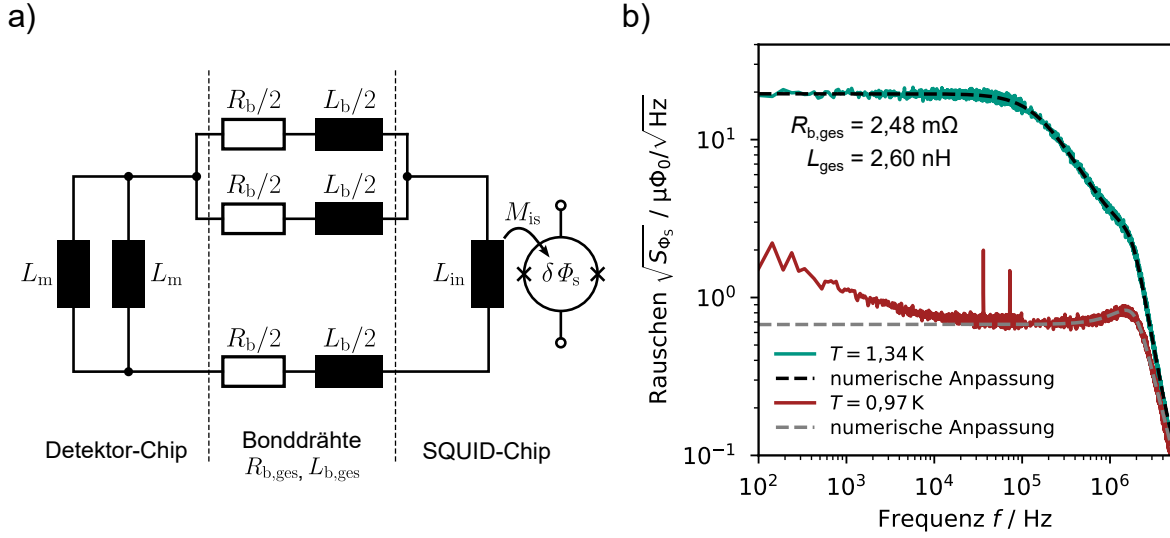 a)
R_b/2 L_b/2
R_b/2 L_b/2
L_m L_m
M_is
L_in δΦ_s
R_b/2 L_b/2
Detektor-Chip
Bonddrähte
R_b,ges, L_b,ges
SQUID-Chip
b)
Rauschen √S_Φs / μΦ_0/√Hz
10^1
10^0
10^-1
R_b,ges = 2,48 mΩ
L_ges = 2,60 nH
T = 1,34 K
numerische Anpassung
T = 0,97 K
numerische Anpassung
10^2 10^3 10^4 10^5 10^6
Frequenz f / Hz